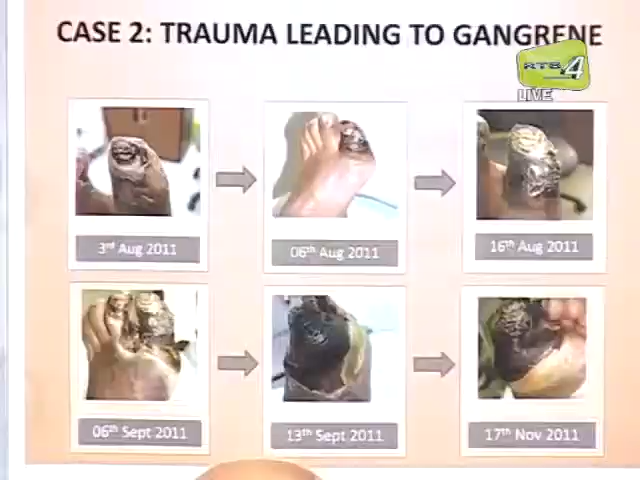 CASE 2: TRAUMA LEADING TO GANGRENE
RTB 4
LIVE
3rd Aug 2011
06th Aug 2011
16th Aug 2011
06th Sept 2011
13th Sept 2011
17th Nov 2011